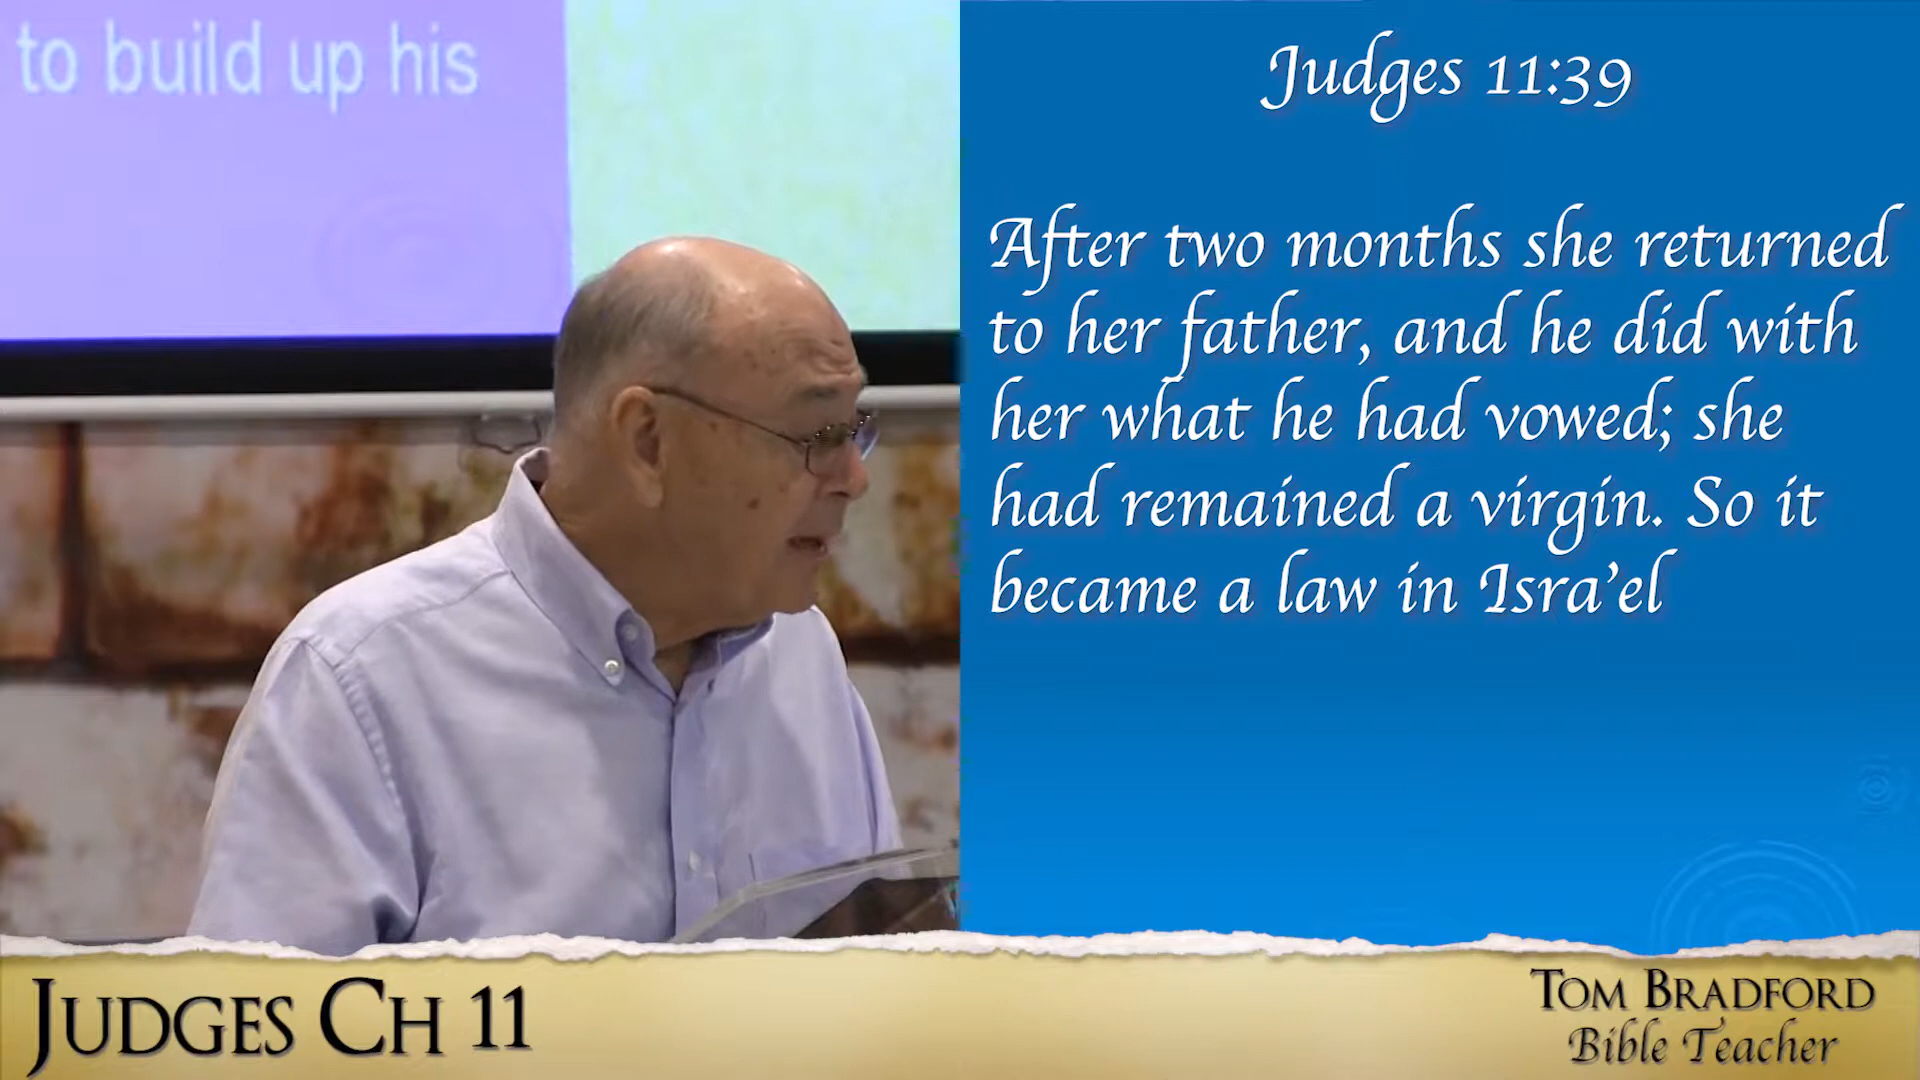 to build up his
Judges 11:39
After two months she returned
to her father, and he did with
her what he had vowed; she
had remained a virgin. So it
became a law in Isra'el
JUDGES CH 11
TOM BRADFORD
Bible Teacher